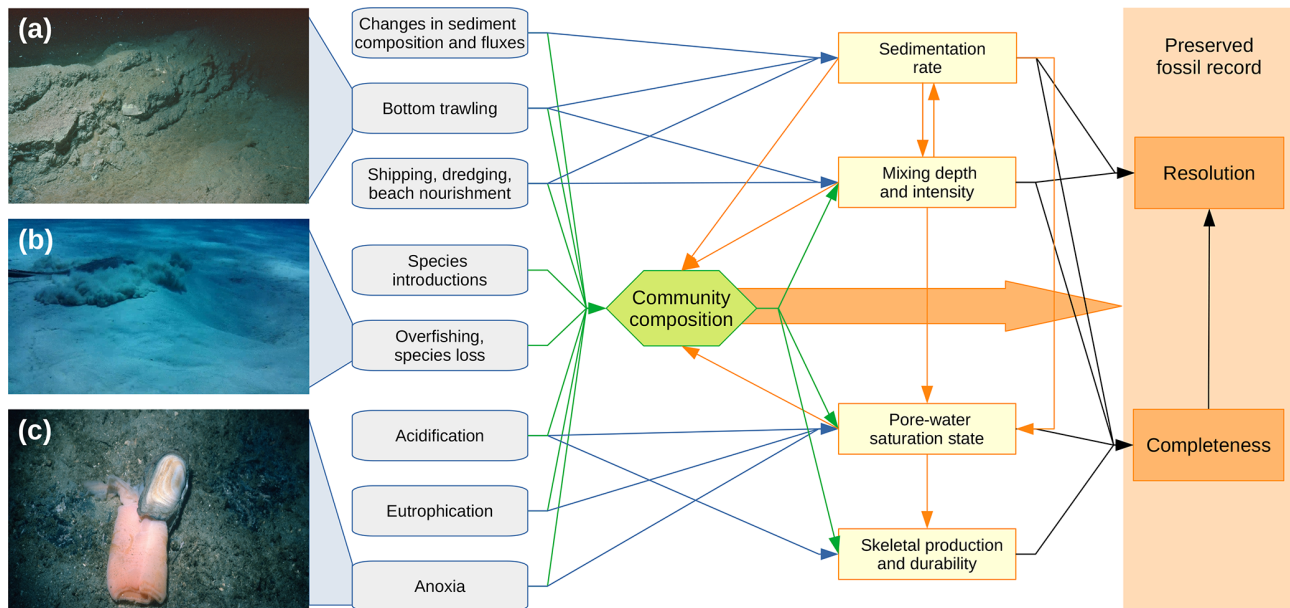 (a)
Changes in sediment
composition and fluxes
Bottom trawling
Shipping, dredging,
beach nourishment
(b)
Species
introductions
Overfishing,
species loss
(c)
Acidification
Eutrophication
Anoxia
Community
composition
Sedimentation
rate
Mixing depth
and intensity
Pore-water
saturation state
Skeletal production
and durability
Preserved
fossil record
Resolution
Completeness